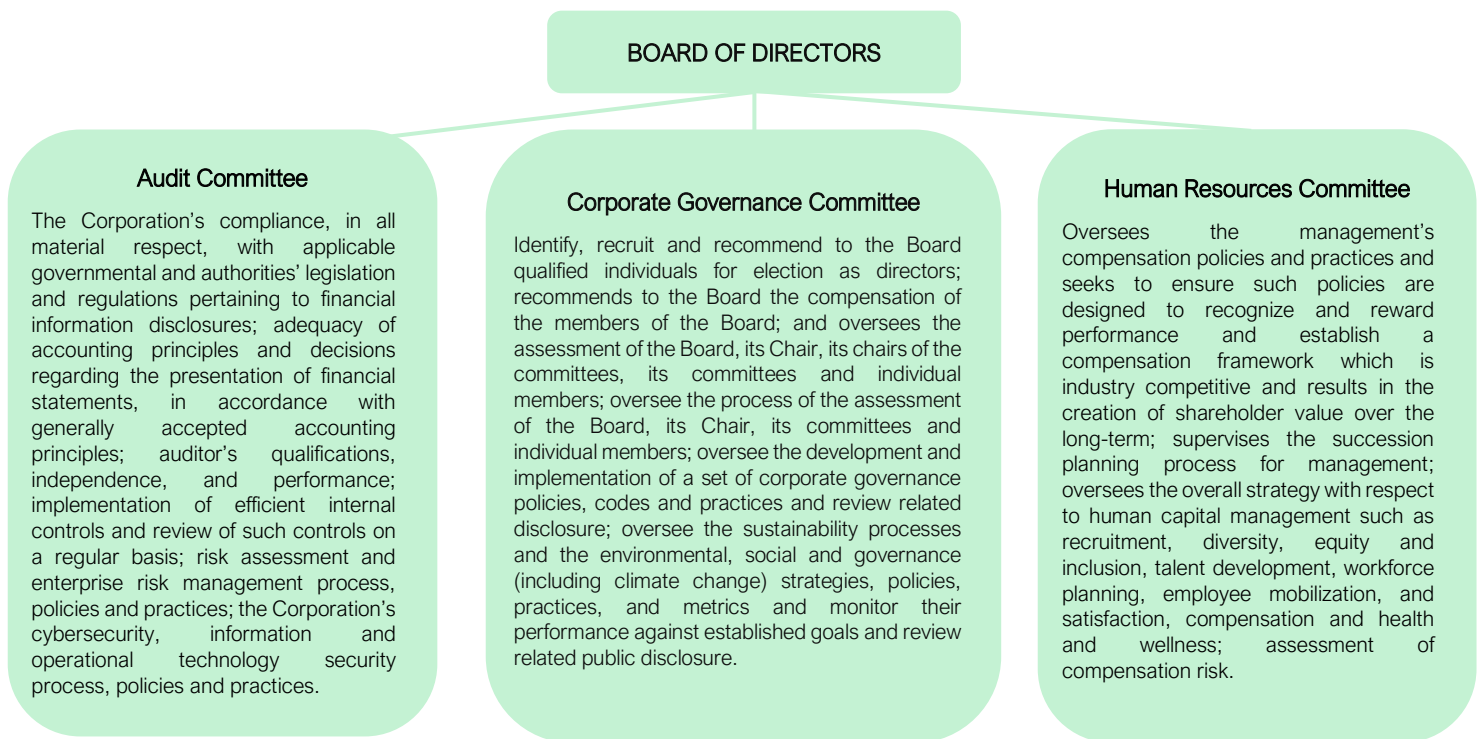 BOARD OF DIRECTORS
Audit Committee
The Corporation’s compliance, in all
material respect, with applicable
governmental and authorities’ legislation
and regulations pertaining to financial
information disclosures; adequacy of
accounting principles and decisions
regarding the presentation of financial
statements, in accordance with
generally accepted accounting
principles; auditor’s qualifications,
independence, and performance;
implementation of efficient internal
controls and review of such controls on
a regular basis; risk assessment and
enterprise risk management process,
policies and practices; the Corporation’s
cybersecurity, information and
operational technology security
process, policies and practices.
Corporate Governance Committee
Identify, recruit and recommend to the Board
qualified individuals for election as directors;
recommends to the Board the compensation of
the members of the Board; and oversees the
assessment of the Board, its Chair, its chairs of the
committees, its committees and individual
members; oversee the process of the assessment
of the Board, its Chair, its committees and
individual members; oversee the development and
implementation of a set of corporate governance
policies, codes and practices and review related
disclosure; oversee the sustainability processes
and the environmental, social and governance
(including climate change) strategies, policies,
practices, and metrics and monitor their
performance against established goals and review
related public disclosure.
Human Resources Committee
Oversees the management’s
compensation policies and practices and
seeks to ensure such policies are
designed to recognize and reward
performance and establish a
compensation framework which is
industry competitive and results in the
creation of shareholder value over the
long-term; supervises the succession
planning process for management;
oversees the overall strategy with respect
to human capital management such as
recruitment, diversity, equity and
inclusion, talent development, workforce
planning, employee mobilization, and
satisfaction, compensation and health
and wellness; assessment of
compensation risk.